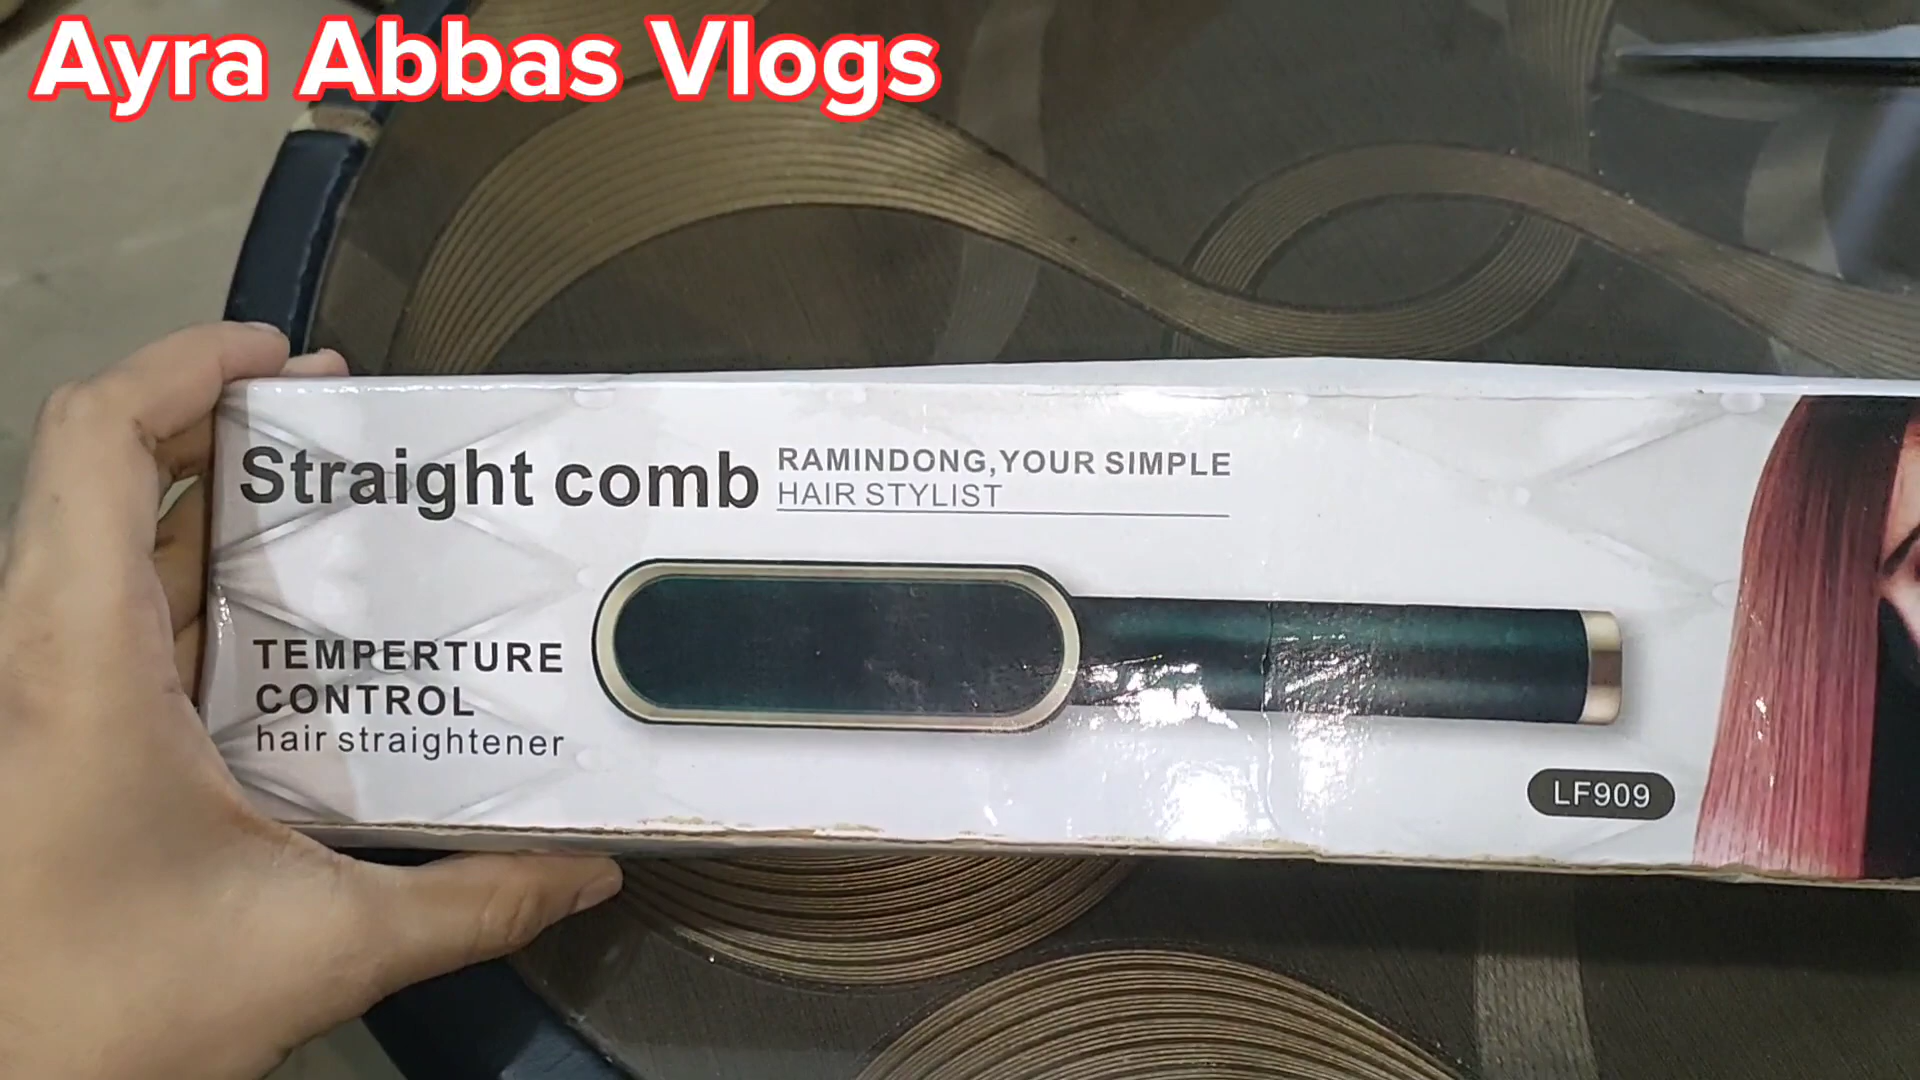 Ayra Abbas Vlogs
Straight comb
RAMINDONG,YOUR SIMPLE
HAIR STYLIST
TEMPERTURE
CONTROL
hair straightener
LF909